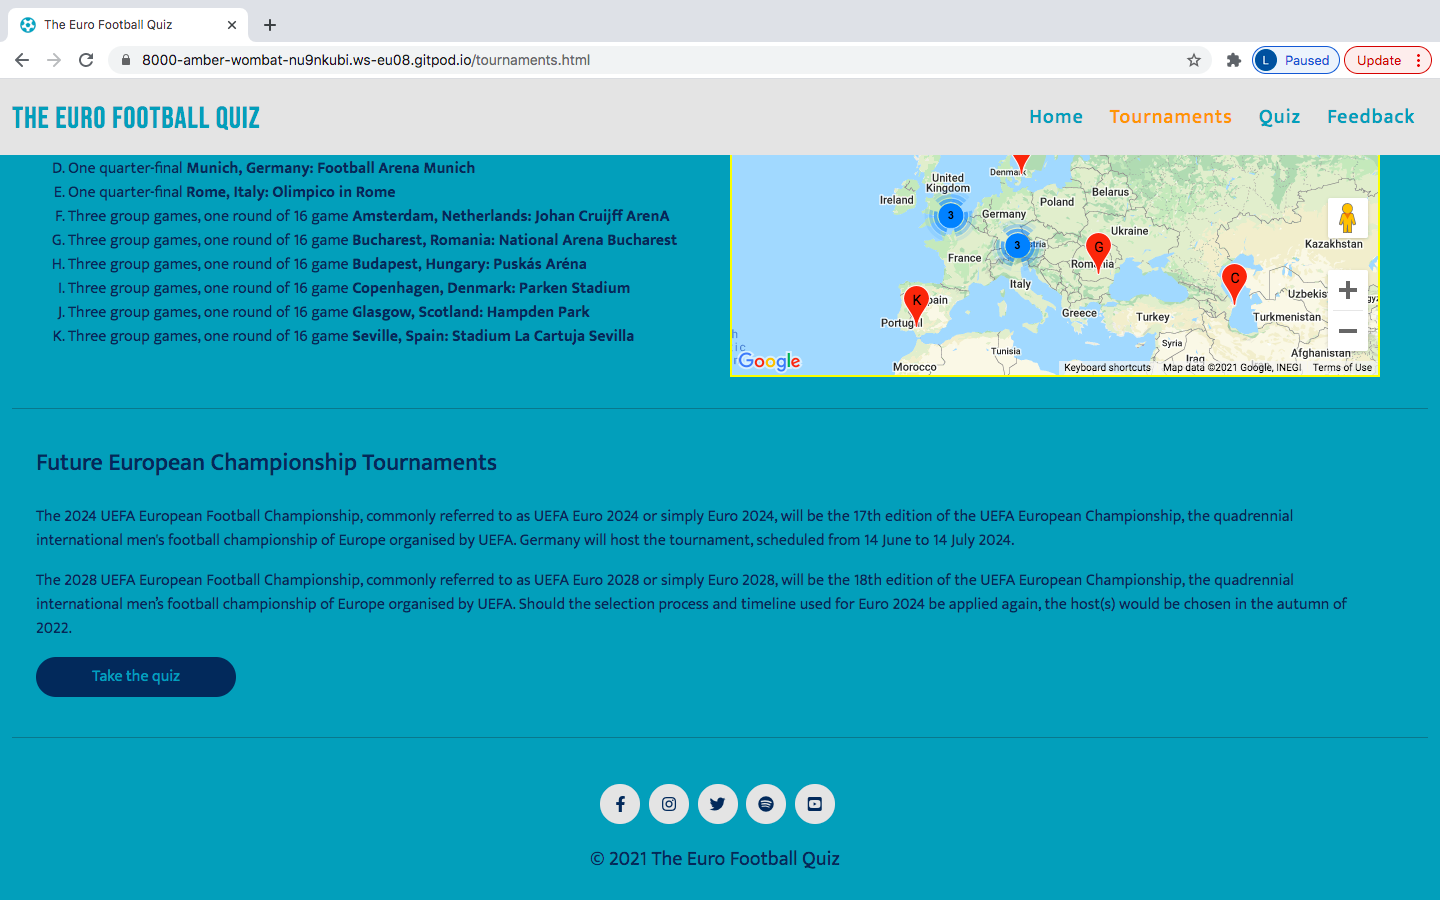 The Euro Football Quiz
8000-amber-wombat-nu9nkubi.ws-eu08.gitpod.io/tournaments.html
L Paused
Update
THE EURO FOOTBALL QUIZ
Home Tournaments Quiz Feedback
D. One quarter-final Munich, Germany: Football Arena Munich
E. One quarter-final Rome, Italy: Olimpico in Rome
F. Three group games, one round of 16 game Amsterdam, Netherlands: Johan Cruijff ArenA
G. Three group games, one round of 16 game Bucharest, Romania: National Arena Bucharest
H. Three group games, one round of 16 game Budapest, Hungary: Puskás Aréna
I. Three group games, one round of 16 game Copenhagen, Denmark: Parken Stadium
J. Three group games, one round of 16 game Glasgow, Scotland: Hampden Park
K. Three group games, one round of 16 game Seville, Spain: Stadium La Cartuja Sevilla
Denmark
United
Kingdom
Ireland
Belarus
Poland
3
Germany
Ukraine
Kazakhstan
3
G
France
Romania
C
Italy
K
Portugal
Greece
Turkey
Turkmenistan
Syria
Tunisia
Iraq
Afghanistan
Morocco
Google
Keyboard shortcuts Map data ©2021 Google, INEGI Terms of Use
Future European Championship Tournaments
The 2024 UEFA European Football Championship, commonly referred to as UEFA Euro 2024 or simply Euro 2024, will be the 17th edition of the UEFA European Championship, the quadrennial
international men's football championship of Europe organised by UEFA. Germany will host the tournament, scheduled from 14 June to 14 July 2024.
The 2028 UEFA European Football Championship, commonly referred to as UEFA Euro 2028 or simply Euro 2028, will be the 18th edition of the UEFA European Championship, the quadrennial
international men's football championship of Europe organised by UEFA. Should the selection process and timeline used for Euro 2024 be applied again, the host(s) would be chosen in the autumn of
2022.
Take the quiz
© 2021 The Euro Football Quiz